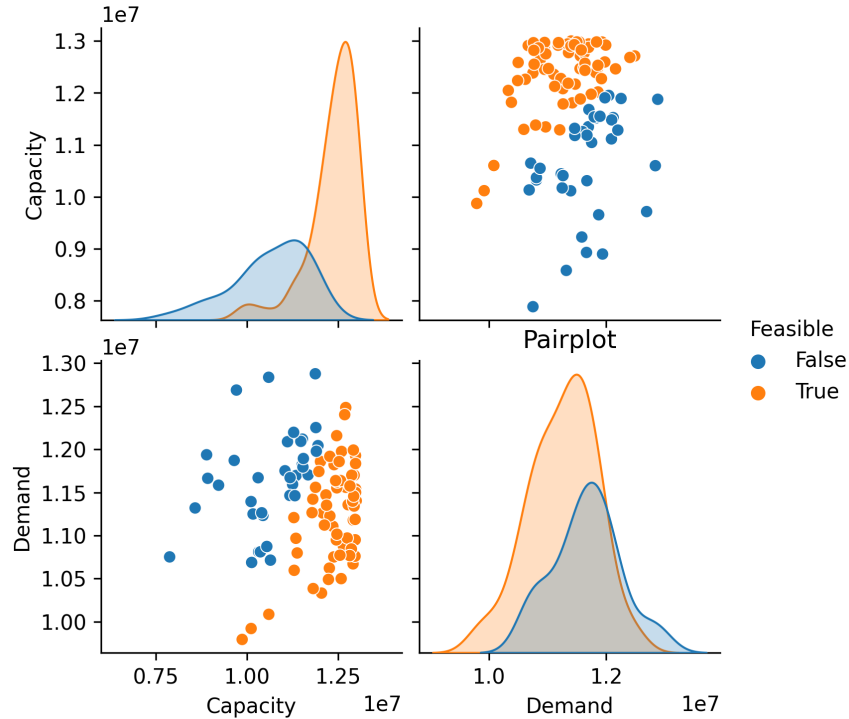 1e7
1.3
1.2
1.1
1.0
0.9
0.8
Capacity
Pairplot
1e7
1.30
1.25
1.20
1.15
1.10
1.05
1.00
Demand
Feasible
False
True
0.75
1.00
1.25
1e7
Capacity
1.0
1.2
1e7
Demand